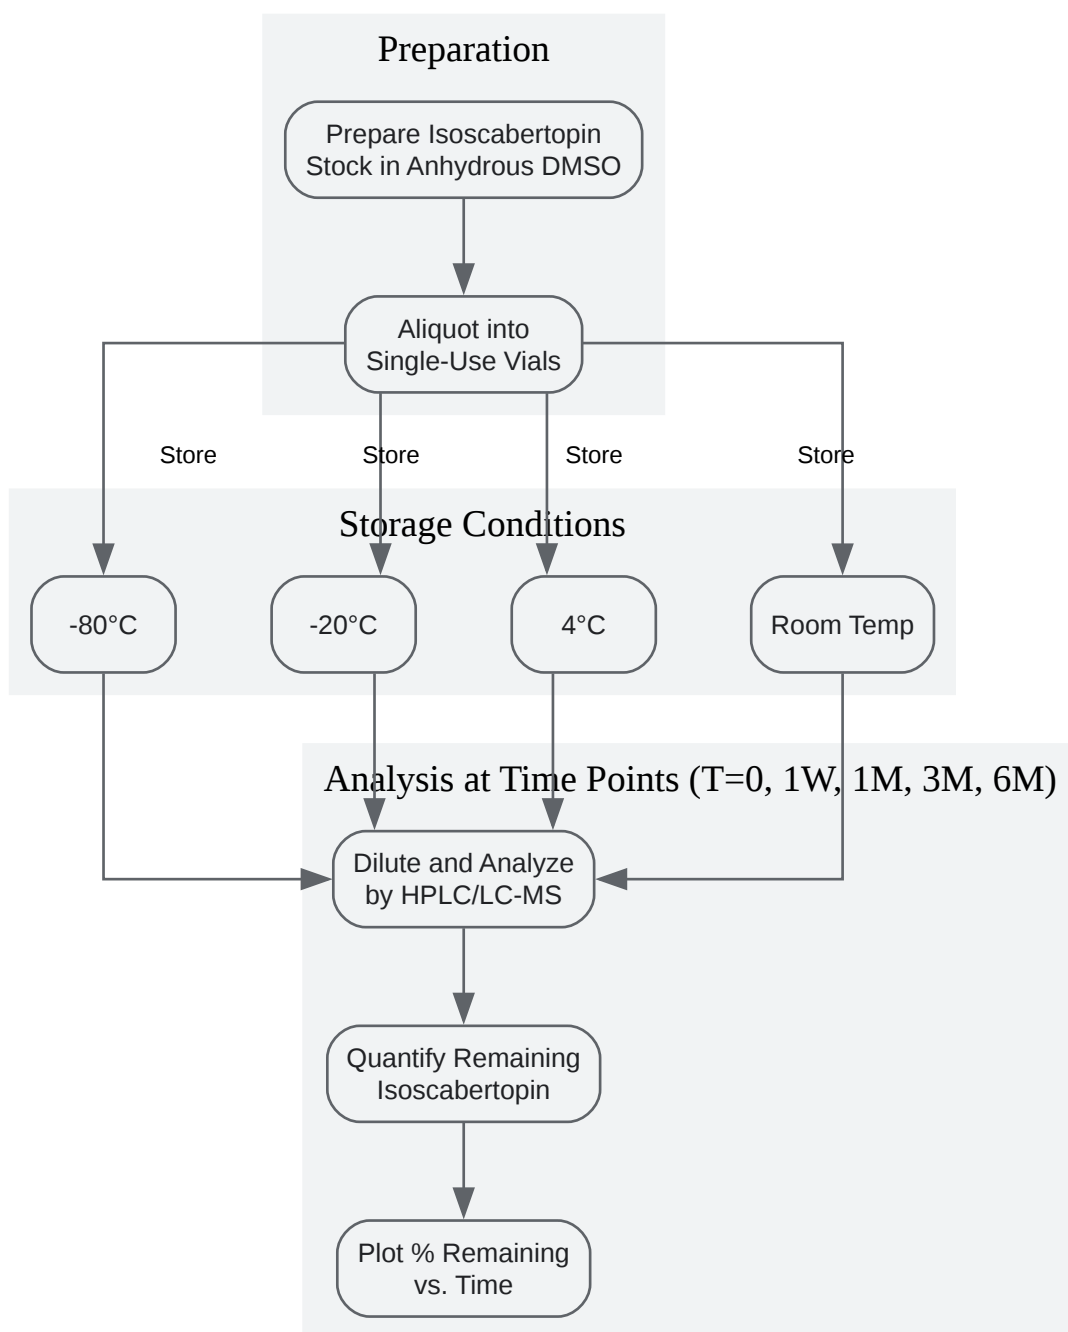 Preparation
Prepare Isoscabertopin
Stock in Anhydrous DMSO
Aliquot into
Single-Use Vials
Store
Store
Store
Store
Storage Conditions
-80°C
-20°C
4°C
Room Temp
Analysis at Time Points (T=0, 1W, 1M, 3M, 6M)
Dilute and Analyze
by HPLC/LC-MS
Quantify Remaining
Isoscabertopin
Plot % Remaining
vs. Time